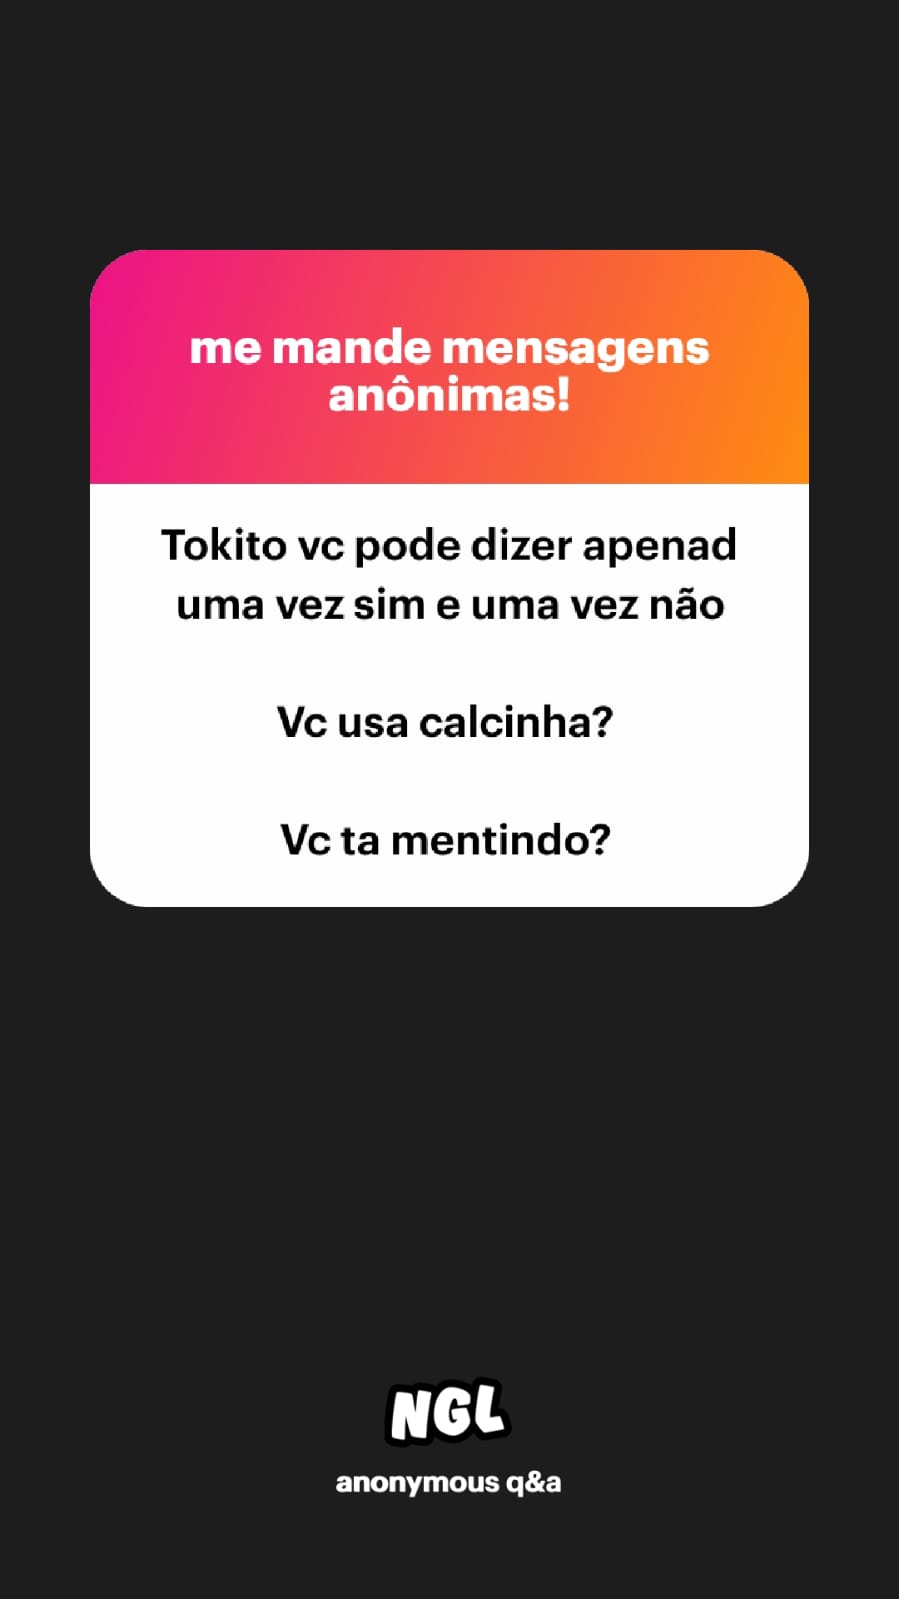 me mande mensagens
anônimas!
Tokito vc pode dizer apenad
uma vez sim e uma vez não
Vc usa calcinha?
Vc ta mentindo?
NGL
anonymous q&a